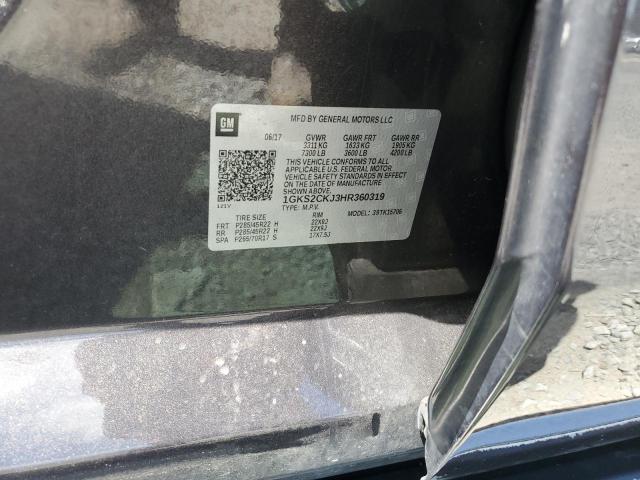 GM
MFD BY GENERAL MOTORS LLC
06/17 GVWR GAWR FRT GAWR RR
3311 KG 1633 KG 1905 KG
7300 LB 3600 LB 4200 LB
THIS VEHICLE CONFORMS TO ALL
APPLICABLE U.S. FEDERAL MOTOR
VEHICLE SAFETY STANDARDS IN
EFFECT ON THE DATE OF MANUFACTURE
SHOWN ABOVE.
1GKS2CKJ3HR360319
TYPE: M.P.V. MODEL: 39TK15706
121V
TIRE SIZE RIM
FRT P285/45R22 H 22X9J
RR P285/45R22 H 22X9J
SPA P265/70R17 S 17X7.5J